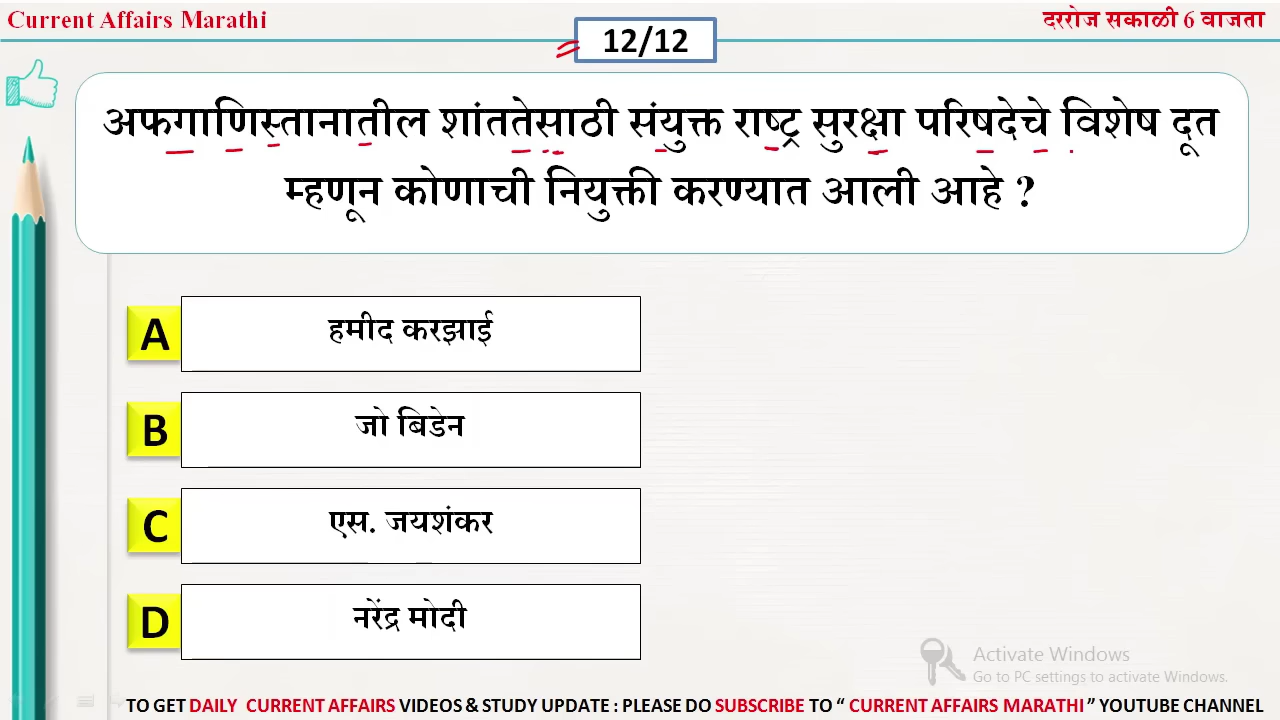 Current Affairs Marathi
दररोज सकाळी 6 वाजता
12/12
अफगाणिस्तानातील शांततेसाठी संयुक्त राष्ट्र सुरक्षा परिषदेचे विशेष दूत
म्हणून कोणाची नियुक्ती करण्यात आली आहे ?
A हमीद करझाई
B जो बिडेन
C एस. जयशंकर
D नरेंद्र मोदी
Activate Windows
Go to PC settings to activate Windows.
TO GET DAILY CURRENT AFFAIRS VIDEOS & STUDY UPDATE : PLEASE DO SUBSCRIBE TO “ CURRENT AFFAIRS MARATHI ” YOUTUBE CHANNEL